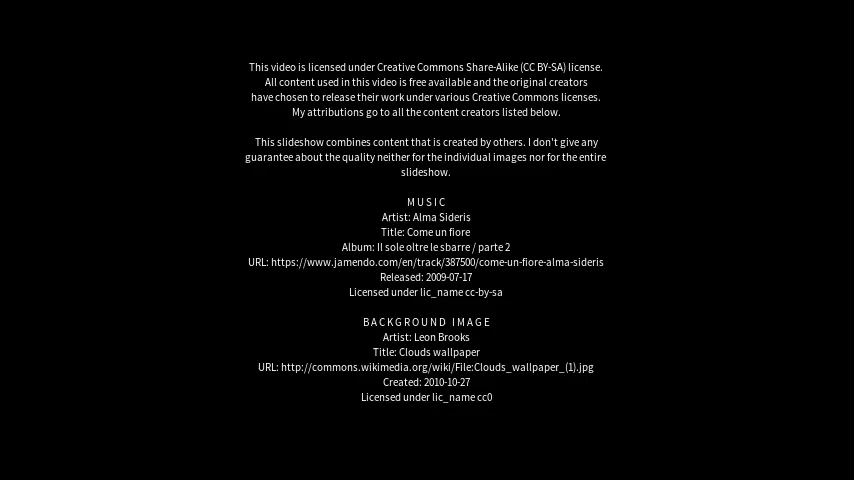 This video is licensed under Creative Commons Share-Alike (CC BY-SA) license.
All content used in this video is free available and the original creators
have chosen to release their work under various Creative Commons licenses.
My attributions go to all the content creators listed below.
This slideshow combines content that is created by others. I don't give any
guarantee about the quality neither for the individual images nor for the entire
slideshow.
MUSIC
Artist: Alma Sideris
Title: Come un fiore
Album: Il sole oltre le sbarre / parte 2
URL: https://www.jamendo.com/en/track/387500/come-un-fiore-alma-sideris
Released: 2009-07-17
Licensed under lic_name cc-by-sa
BACKGROUND IMAGE
Artist: Leon Brooks
Title: Clouds wallpaper
URL: http://commons.wikimedia.org/wiki/File:Clouds_wallpaper_(1).jpg
Created: 2010-10-27
Licensed under lic_name cc0